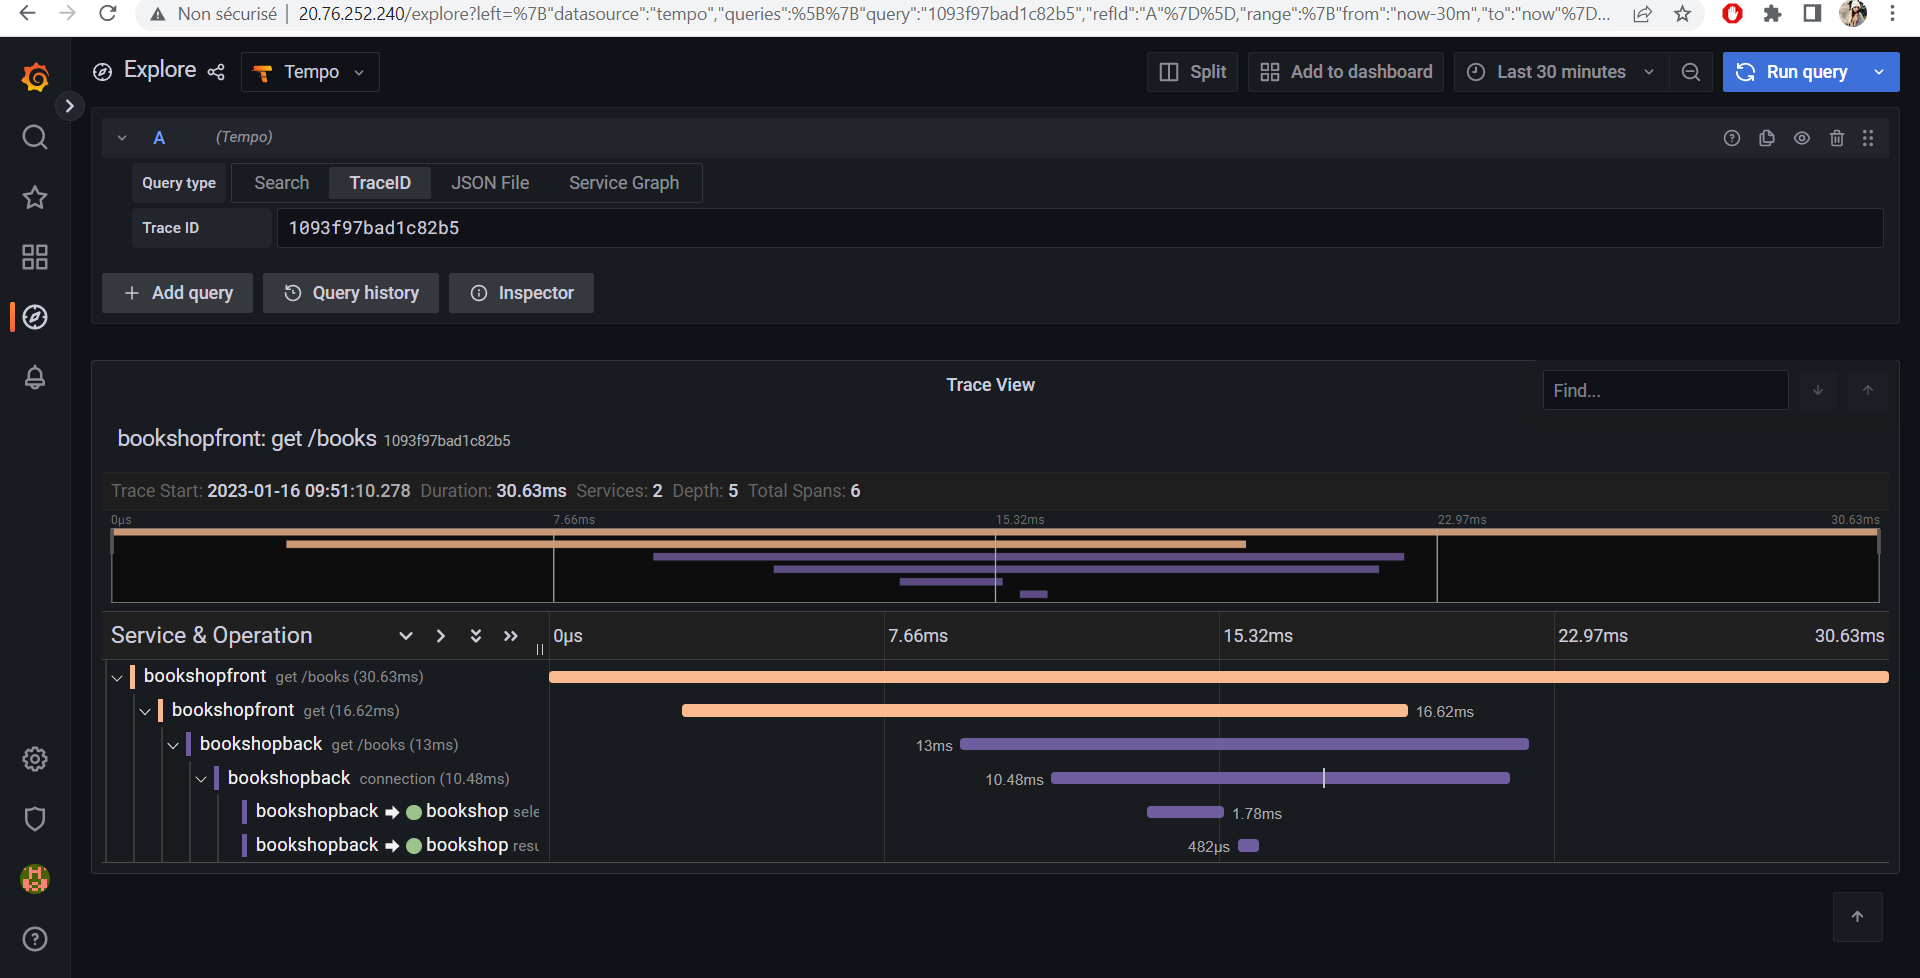 Non sécurisé | 20.76.252.240/explore?left=%7B"datasource":"tempo","queries":%5B%7B"query":"1093f97bad1c82b5","refId":"A"%7D%5D,"range":%7B"from":"now-30m","to":"now"%7D...
Explore Tempo Split Add to dashboard Last 30 minutes Run query
A (Tempo)
Query type Search TraceID JSON File Service Graph
Trace ID 1093f97bad1c82b5
+ Add query Query history Inspector
Trace View Find...
bookshopfront: get /books 1093f97bad1c82b5
Trace Start: 2023-01-16 09:51:10.278 Duration: 30.63ms Services: 2 Depth: 5 Total Spans: 6
0μs 7.66ms 15.32ms 22.97ms 30.63ms
Service & Operation 0μs 7.66ms 15.32ms 22.97ms 30.63ms
bookshopfront get /books (30.63ms)
bookshopfront get (16.62ms) 16.62ms
bookshopback get /books (13ms) 13ms
bookshopback connection (10.48ms) 10.48ms
bookshopback bookshop sele 1.78ms
bookshopback bookshop resu 482μs